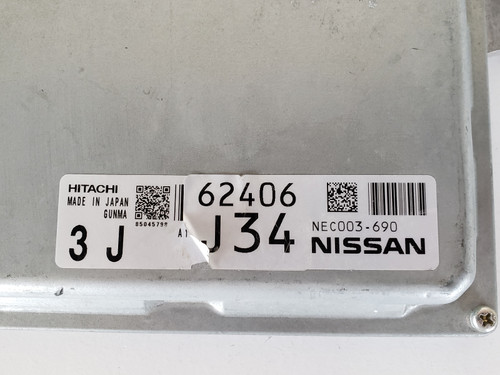 HITACHI
MADE IN JAPAN
GUNMA
3 J
62406
J34
NEC003-690
NISSAN